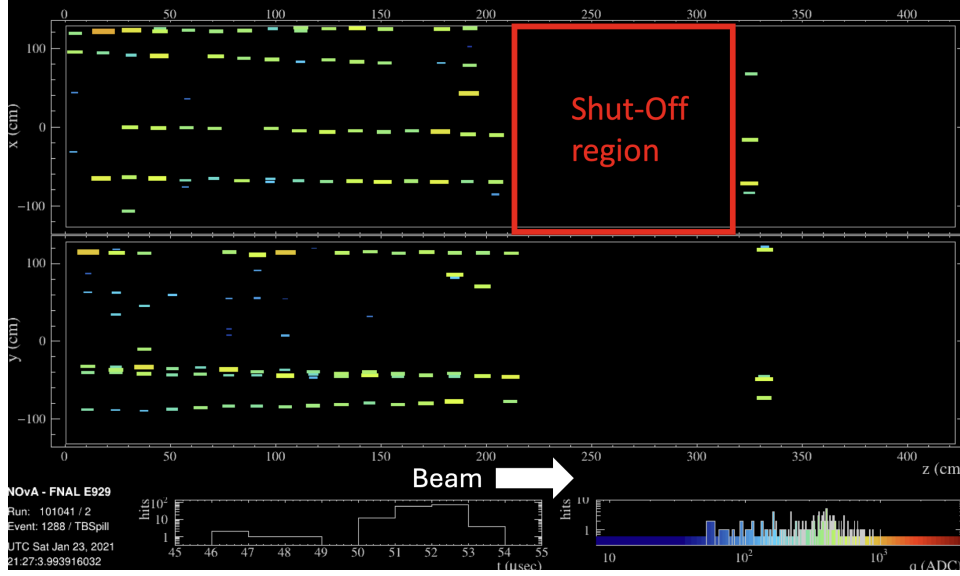 0 50 100 150 200 250 300 350 400
100
0
−100
x (cm)
Shut-Off
region
100
0
−100
y (cm)
0 50 100 150 200 250 300 350 400
z (cm
Beam
NOvA - FNAL E929
Run: 101041 / 2
Event: 1288 / TBSpill
UTC Sat Jan 23, 2021
21:27:3.993916032
hits
10²
10
1
45 46 47 48 49 50 51 52 53 54 55
t (μsec)
hits
10
1
10 10² 10³
q (ADC)